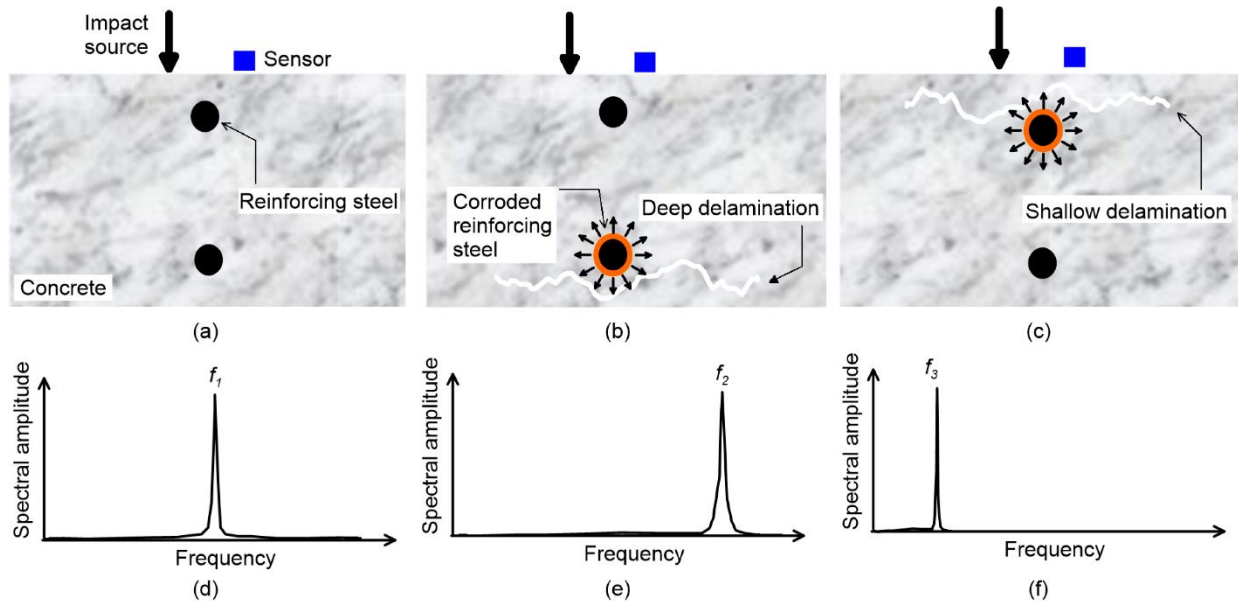 Impact
source
Sensor
Reinforcing steel
Concrete
(a)
Corroded
reinforcing
steel
Deep delamination
(b)
Shallow delamination
(c)
Spectral amplitude
f₁
Frequency
(d)
Spectral amplitude
f₂
Frequency
(e)
Spectral amplitude
f₃
Frequency
(f)